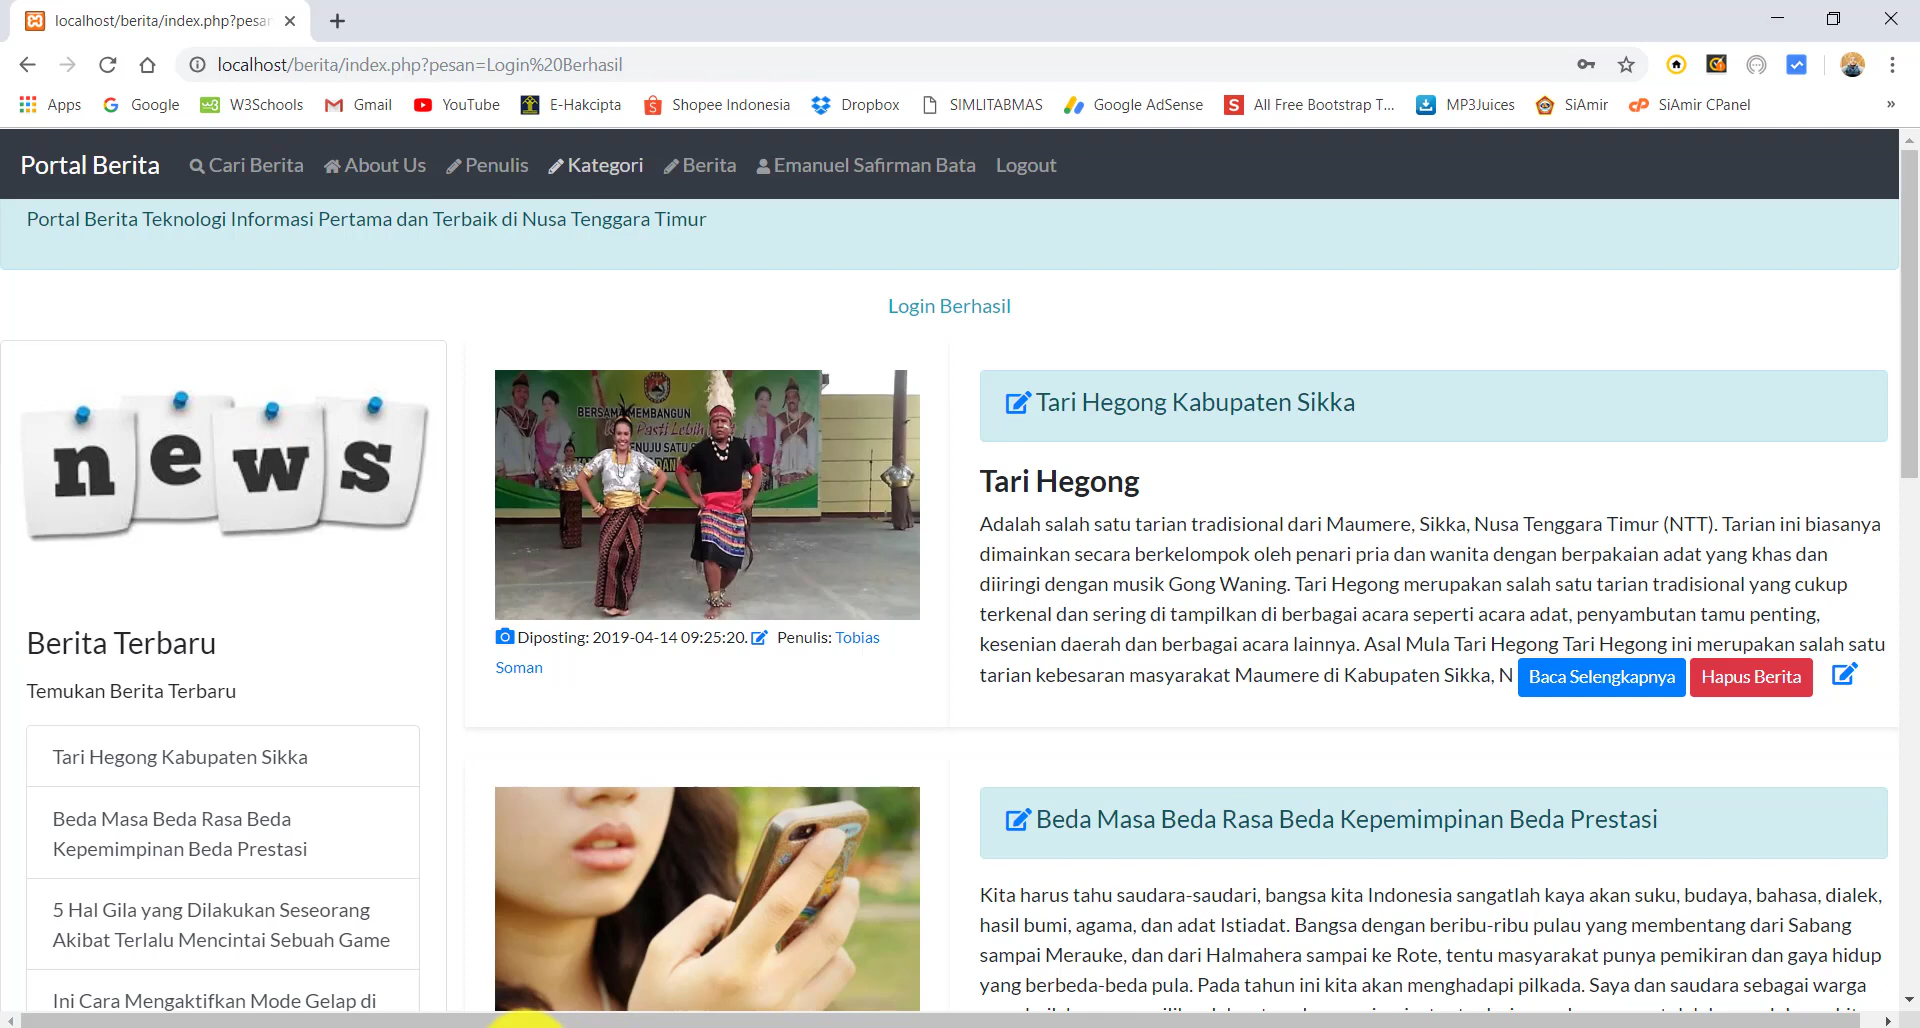 localhost/berita/index.php?pesan
localhost/berita/index.php?pesan=Login%20Berhasil
Apps Google W3Schools Gmail YouTube E-Hakcipta Shopee Indonesia Dropbox SIMLITABMAS Google AdSense All Free Bootstrap T... MP3Juices SiAmir SiAmir CPanel »
Portal Berita Cari Berita About Us Penulis Kategori Berita Emanuel Safirman Bata Logout
Portal Berita Teknologi Informasi Pertama dan Terbaik di Nusa Tenggara Timur
Login Berhasil
news
Berita Terbaru
Temukan Berita Terbaru
Tari Hegong Kabupaten Sikka
Beda Masa Beda Rasa Beda
Kepemimpinan Beda Prestasi
5 Hal Gila yang Dilakukan Seseorang
Akibat Terlalu Mencintai Sebuah Game
Ini Cara Mengaktifkan Mode Gelap di
BERSAMA MEMBANGUN
Pasti Lebih
MENUJU SATU
Diposting: 2019-04-14 09:25:20. Penulis: Tobias
Soman
Tari Hegong Kabupaten Sikka
Tari Hegong
Adalah salah satu tarian tradisional dari Maumere, Sikka, Nusa Tenggara Timur (NTT). Tarian ini biasanya
dimainkan secara berkelompok oleh penari pria dan wanita dengan berpakaian adat yang khas dan
diiringi dengan musik Gong Waning. Tari Hegong merupakan salah satu tarian tradisional yang cukup
terkenal dan sering di tampilkan di berbagai acara seperti acara adat, penyambutan tamu penting,
kesenian daerah dan berbagai acara lainnya. Asal Mula Tari Hegong Tari Hegong ini merupakan salah satu
tarian kebesaran masyarakat Maumere di Kabupaten Sikka, N Baca Selengkapnya Hapus Berita
Beda Masa Beda Rasa Beda Kepemimpinan Beda Prestasi
Kita harus tahu saudara-saudari, bangsa kita Indonesia sangatlah kaya akan suku, budaya, bahasa, dialek,
hasil bumi, agama, dan adat Istiadat. Bangsa dengan beribu-ribu pulau yang membentang dari Sabang
sampai Merauke, dan dari Halmahera sampai ke Rote, tentu masyarakat punya pemikiran dan gaya hidup
yang berbeda-beda pula. Pada tahun ini kita akan menghadapi pilkada. Saya dan saudara sebagai warga